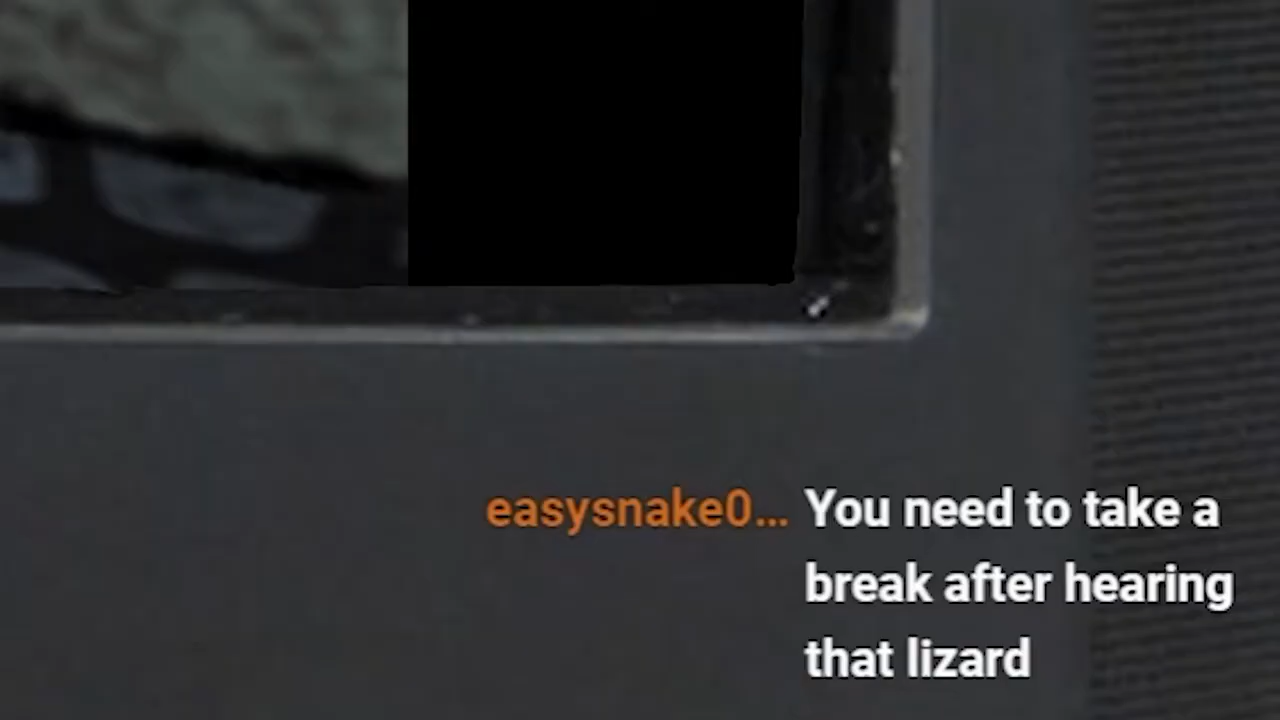 easysnake0… You need to take a
break after hearing
that lizard